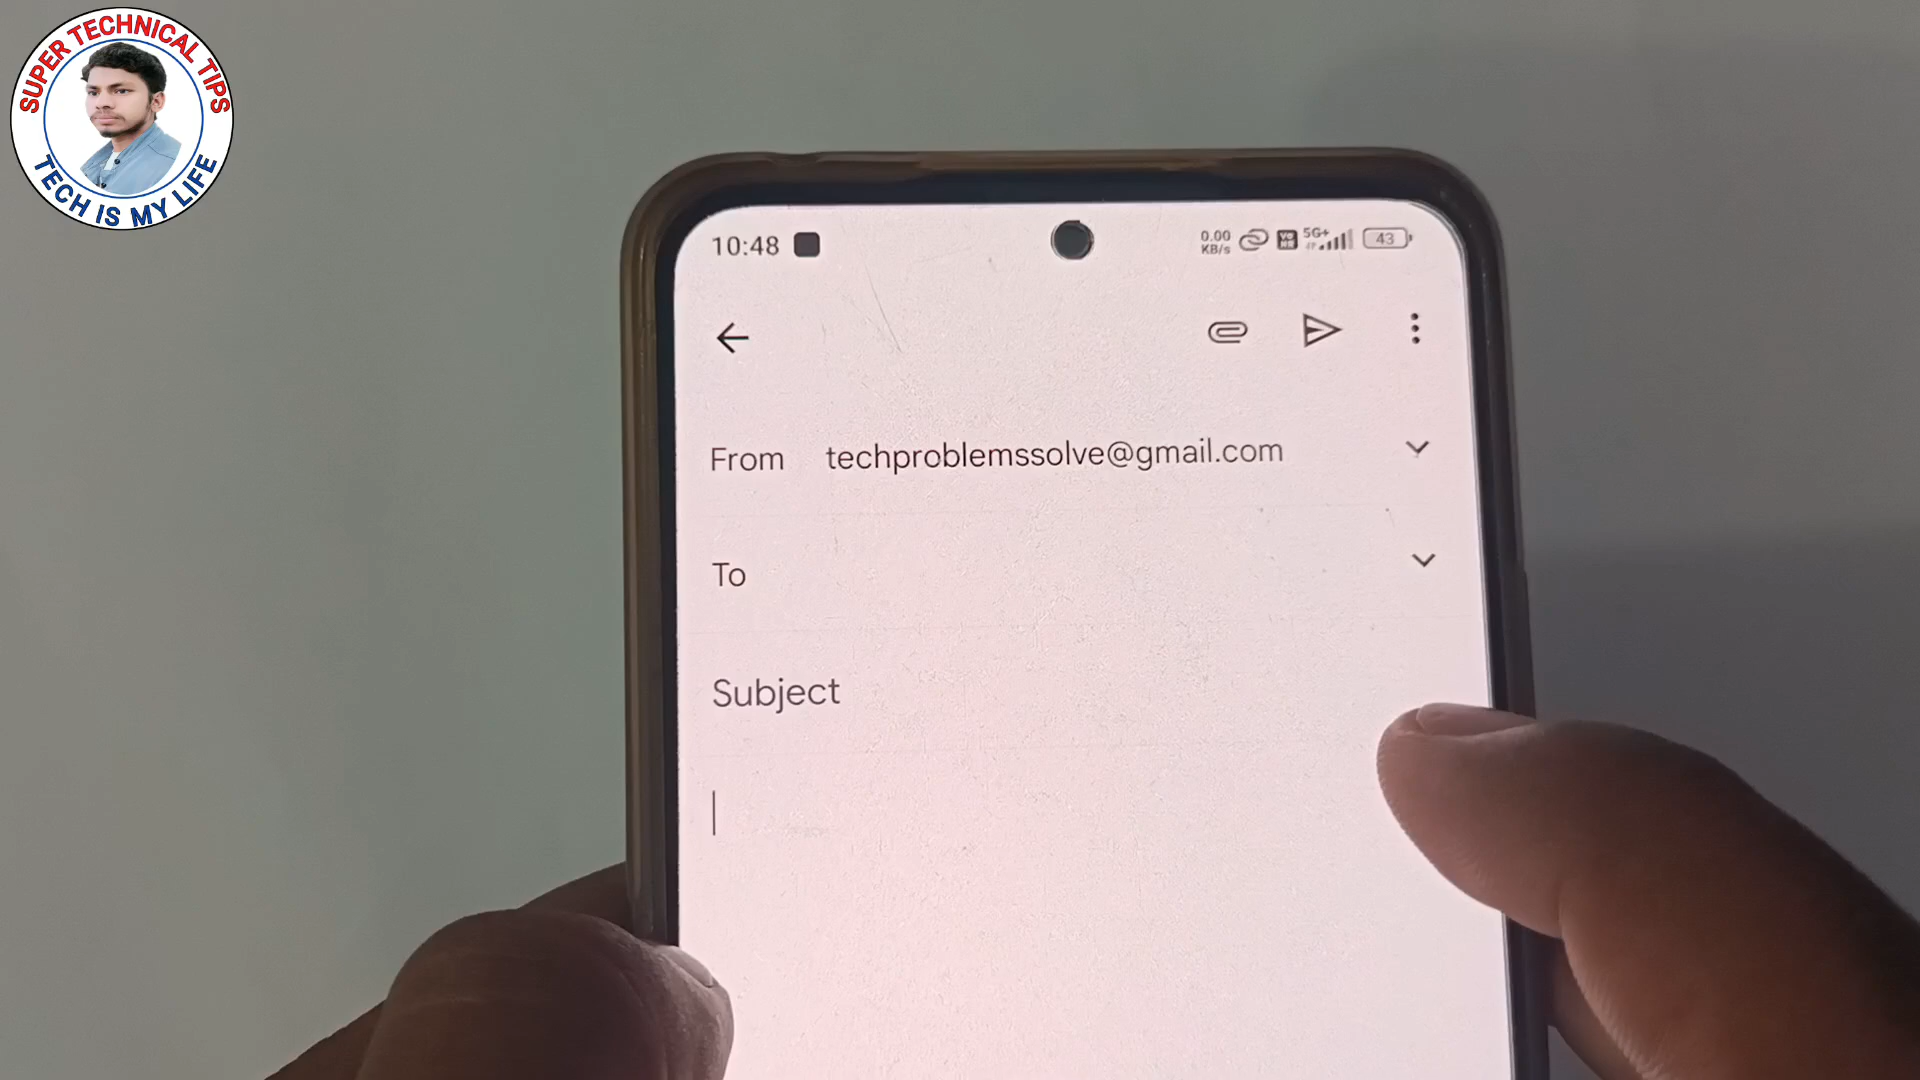 SUPER TECHNICAL TIPS
TECH IS MY LIFE
10:48
0.00 KB/s
5G+
43
From techproblemssolve@gmail.com
To
Subject